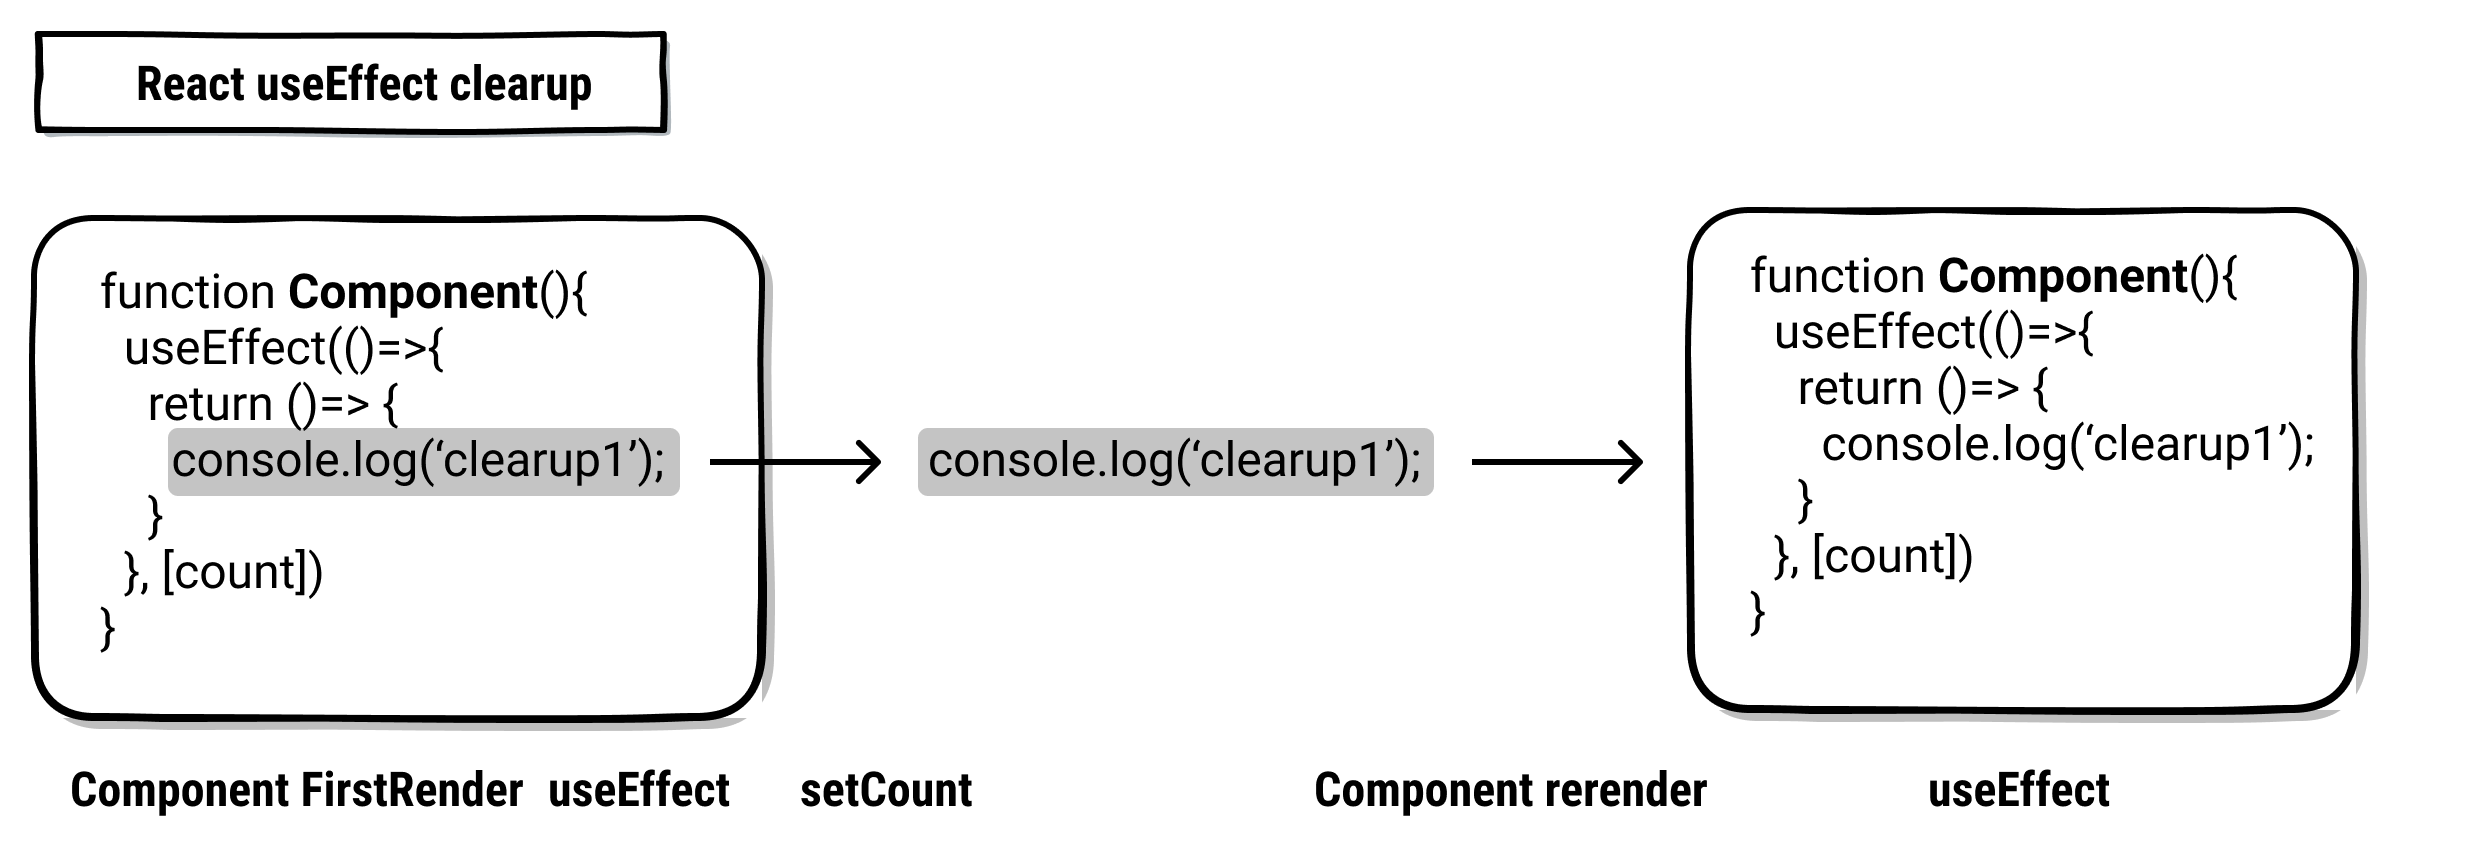 React useEffect clearup
function Component(){
useEffect(()=>{
return ()=> {
console.log(‘clearup1’);
}
}, [count])
}
console.log(‘clearup1’);
function Component(){
useEffect(()=>{
return ()=> {
console.log(‘clearup1’);
}
}, [count])
}
Component FirstRender useEffect setCount Component rerender useEffect